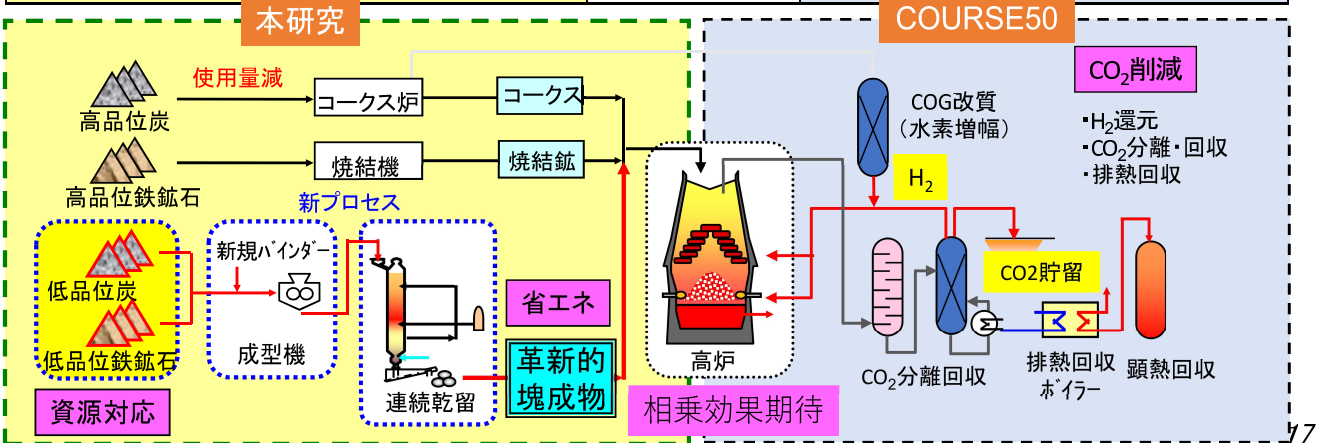 本研究
COURSE50
使用量減
高品位炭
コークス炉
コークス
高品位鉄鉱石
焼結機
焼結鉱
新プロセス
低品位炭
低品位鉄鉱石
新規バインダー
成型機
連続乾留
省エネ
革新的
塊成物
資源対応
高炉
相乗効果期待
COG改質
(水素増幅)
H2
CO2削減
・H2還元
・CO2分離・回収
・排熱回収
CO2貯留
CO2分離回収
排熱回収
ボイラー
顕熱回収
17